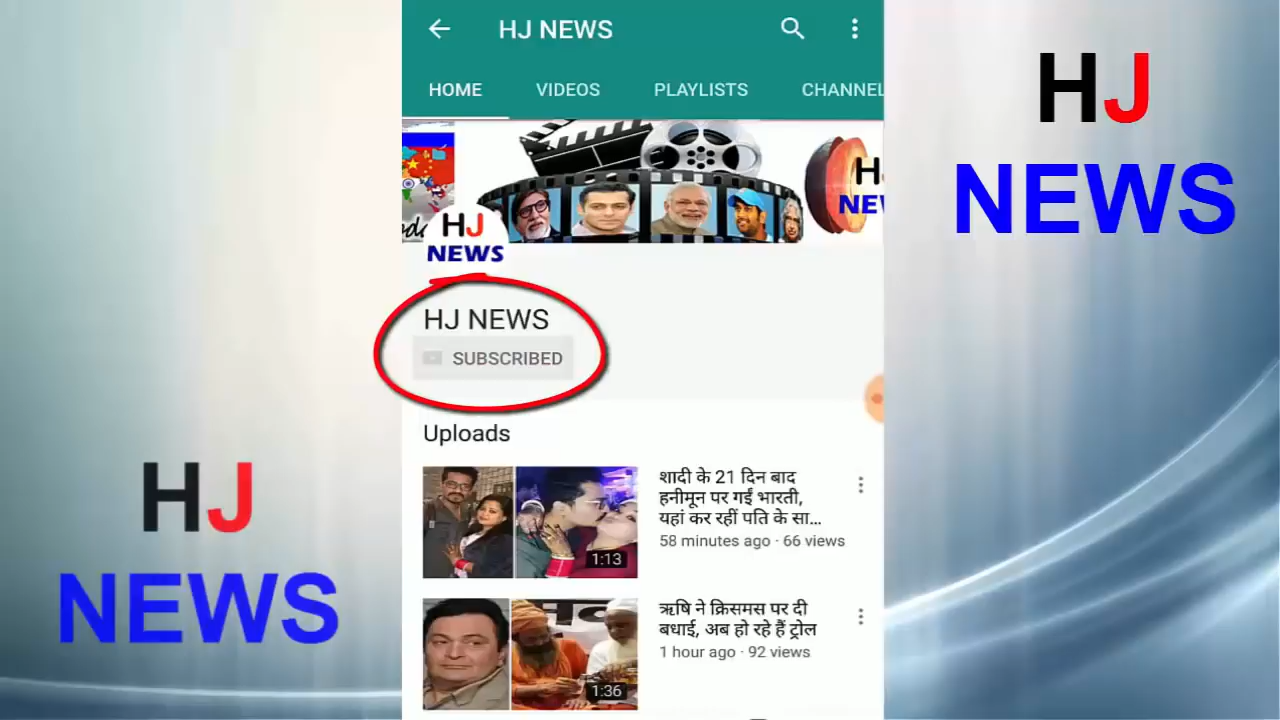 HJ NEWS
HOME VIDEOS PLAYLISTS CHANNEL
HJ
NEWS
HJ
NEWS
HJ
NEWS
HJ NEWS
SUBSCRIBED
Uploads
शादी के 21 दिन बाद
हनीमून पर गईं भारती,
यहां कर रहीं पति के सा...
58 minutes ago · 66 views
1:13
ऋषि ने क्रिसमस पर दी
बधाई, अब हो रहे हैं ट्रोल
1 hour ago · 92 views
1:36
HJ
NEWS